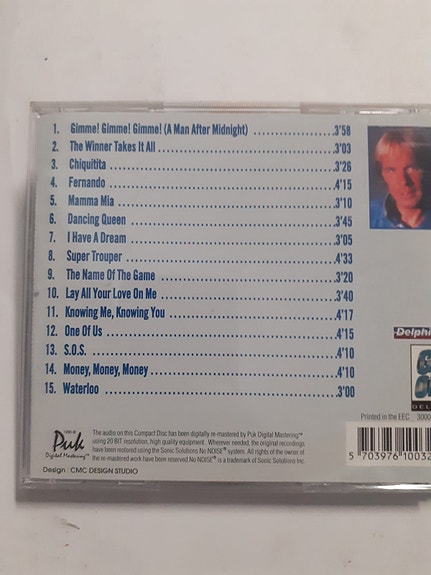 1. Gimme! Gimme! Gimme! (A Man After Midnight) ....................3'58
2. The Winner Takes It All ....................3'03
3. Chiquitita ....................3'26
4. Fernando ....................4'15
5. Mamma Mia ....................3'10
6. Dancing Queen ....................3'45
7. I Have A Dream ....................3'05
8. Super Trouper ....................4'33
9. The Name Of The Game ....................3'20
10. Lay All Your Love On Me ....................3'40
11. Knowing Me, Knowing You ....................4'17
12. One Of Us ....................4'15
13. S.O.S. ....................4'10
14. Money, Money, Money ....................4'10
15. Waterloo ....................3'00
Delphi
DEL
Printed in the EEC 3000
Puk
Digital Mastering™
The audio on this Compact Disc has been digitally re-mastered by Puk Digital Mastering™
using 20 BIT resolution, high quality equipment. Wherever needed, the original recordings
have been restored using the Sonic Solutions No NOISE® system. All rights of the owner of
the re-mastered work have been reserved No NOISE® is a trademark of Sonic Solutions Inc.
Design : CMC DESIGN STUDIO
5 703976 10032